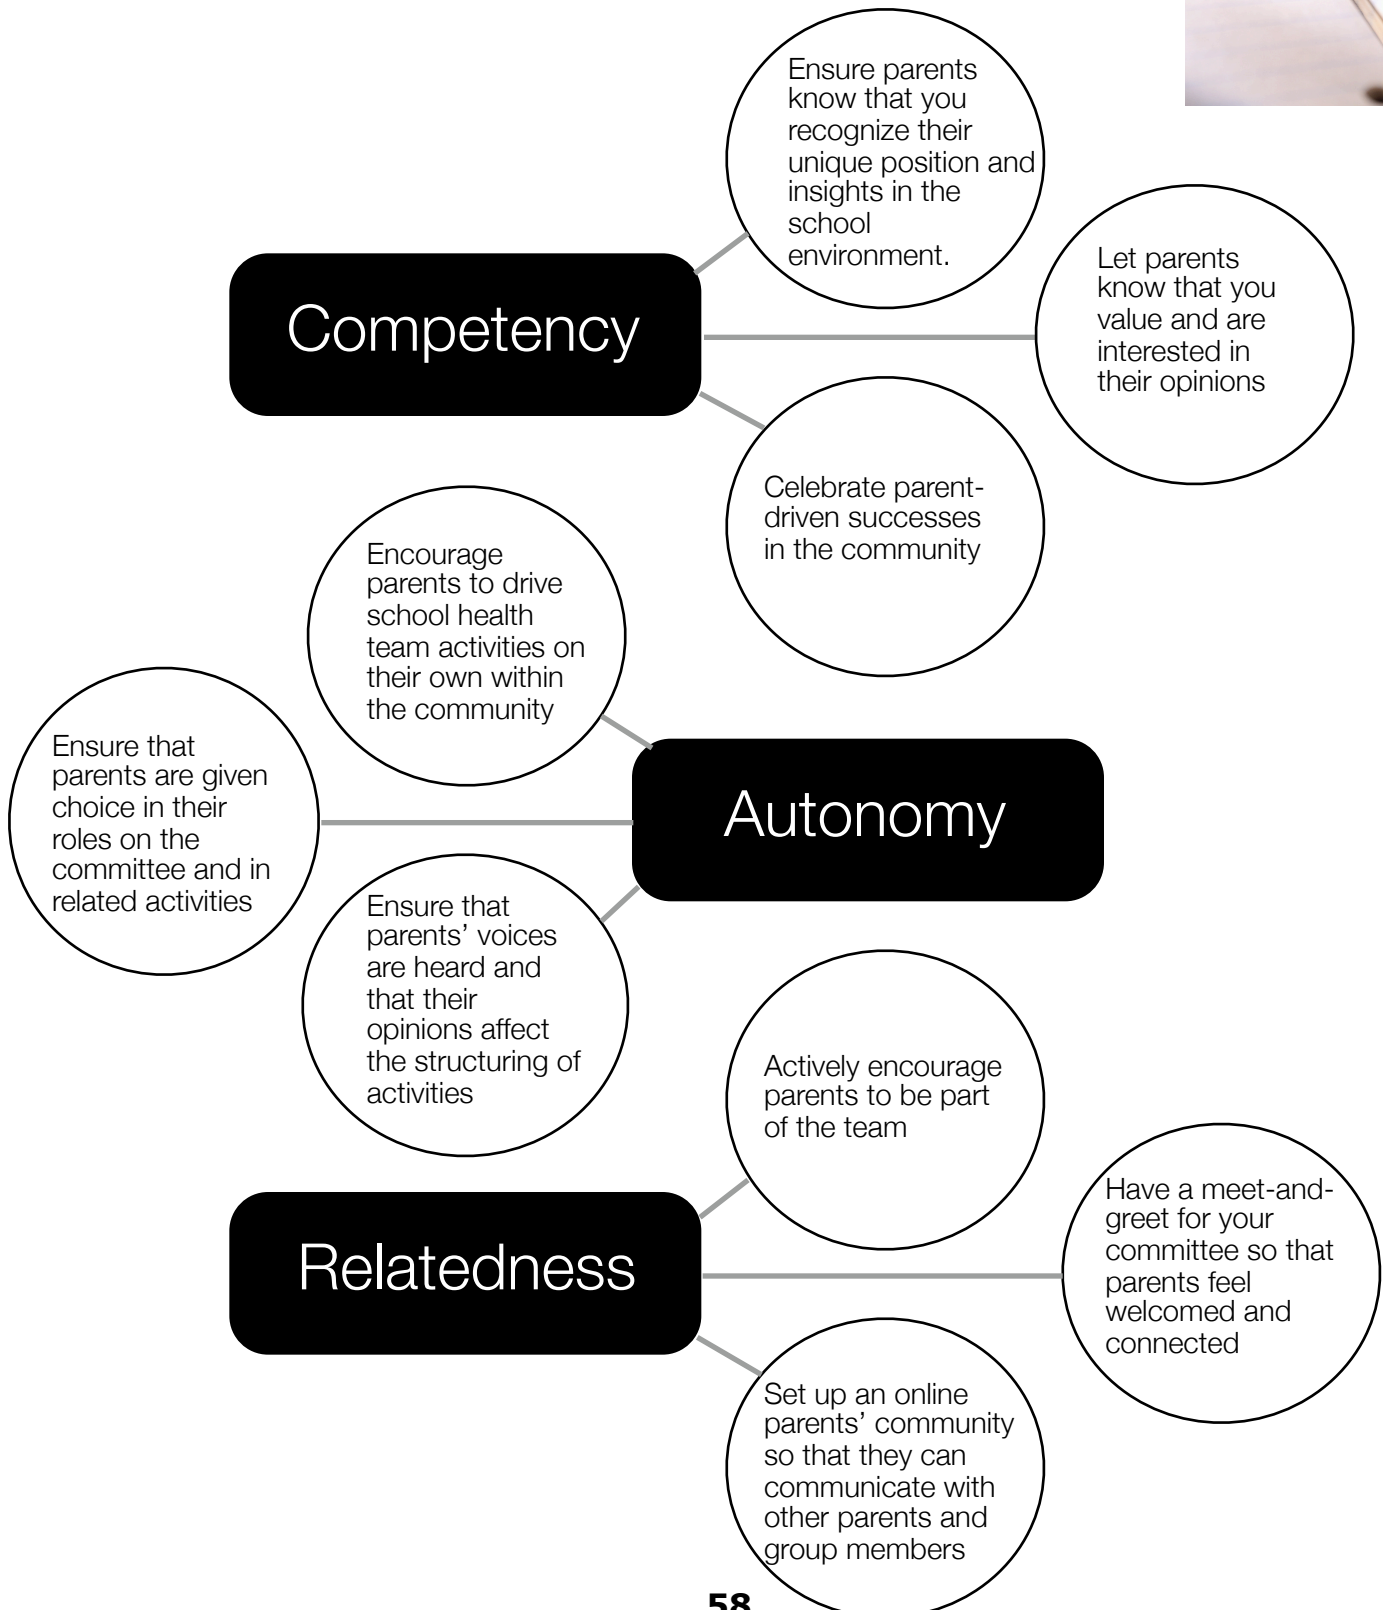 Ensure parents
know that you
recognize their
unique position and
insights in the
school
environment.
Competency
Let parents
know that you
value and are
interested in
their opinions
Celebrate parent-
driven successes
in the community
Encourage
parents to drive
school health
team activities on
their own within
the community
Ensure that
parents are given
choice in their
roles on the
committee and in
related activities
Autonomy
Ensure that
parents’ voices
are heard and
that their
opinions affect
the structuring of
activities
Actively encourage
parents to be part
of the team
Relatedness
Have a meet-and-
greet for your
committee so that
parents feel
welcomed and
connected
Set up an online
parents’ community
so that they can
communicate with
other parents and
group members
58